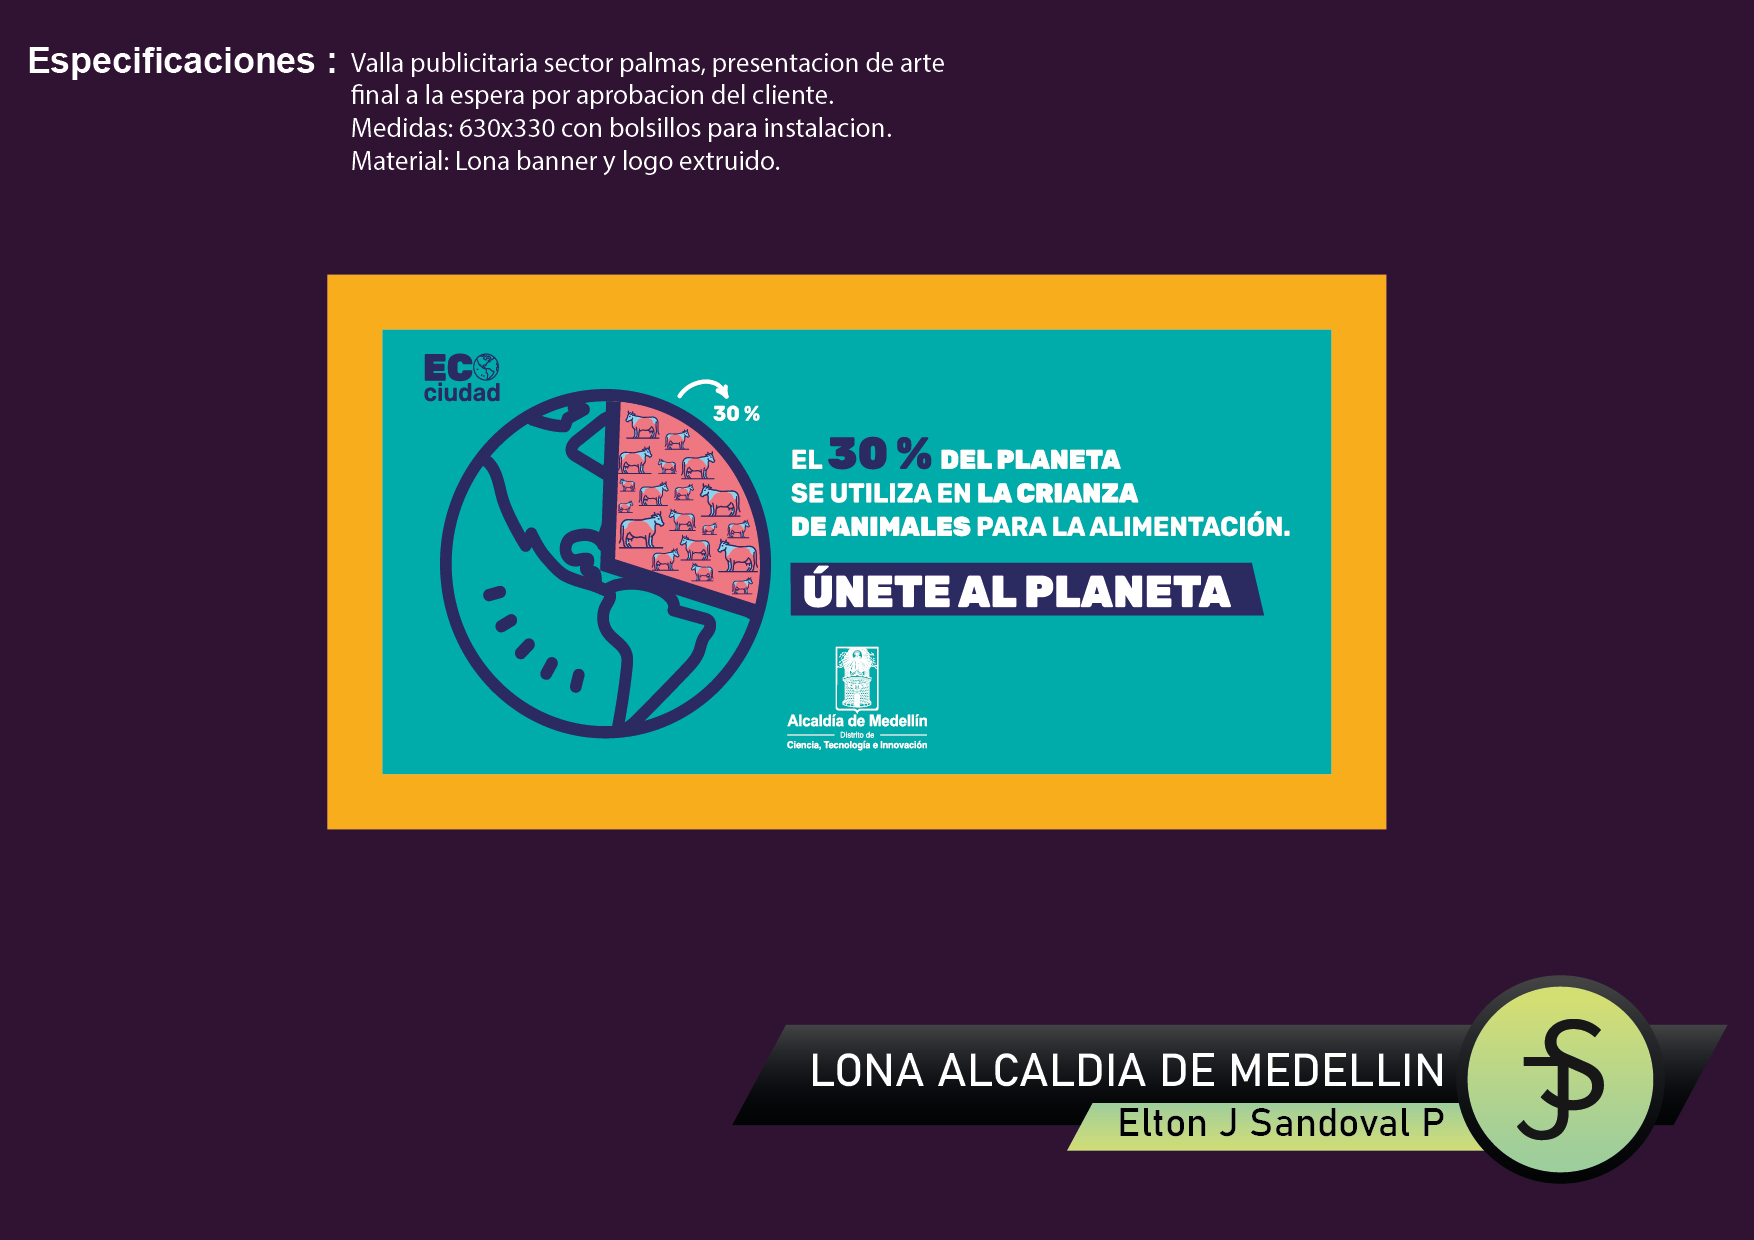 Especificaciones : Valla publicitaria sector palmas, presentacion de arte
final a la espera por aprobacion del cliente.
Medidas: 630x330 con bolsillos para instalacion.
Material: Lona banner y logo extruido.
ECO
ciudad
30 %
EL 30 % DEL PLANETA
SE UTILIZA EN LA CRIANZA
DE ANIMALES PARA LA ALIMENTACIÓN.
ÚNETE AL PLANETA
Alcaldía de Medellín
Distrito de
Ciencia, Tecnología e Innovación
LONA ALCALDIA DE MEDELLIN
Elton J Sandoval P